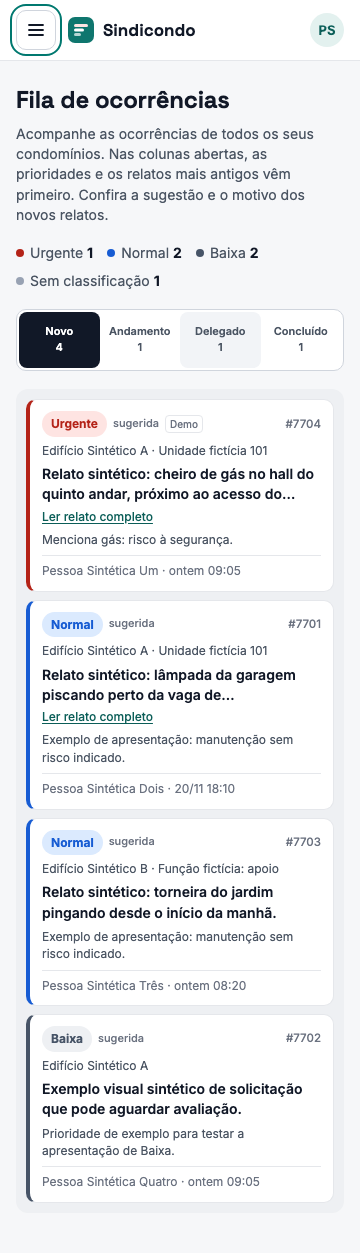 Sindicondo
PS
Fila de ocorrências
Acompanhe as ocorrências de todos os seus
condomínios. Nas colunas abertas, as
prioridades e os relatos mais antigos vêm
primeiro. Confira a sugestão e o motivo dos
novos relatos.
Urgente 1 Normal 2 Baixa 2
Sem classificação 1
Novo Andamento Delegado Concluído
4 1 1 1
Urgente sugerida Demo #7704
Edifício Sintético A · Unidade fictícia 101
Relato sintético: cheiro de gás no hall do
quinto andar, próximo ao acesso do...
Ler relato completo
Menciona gás: risco à segurança.
Pessoa Sintética Um · ontem 09:05
Normal sugerida #7701
Edifício Sintético A · Unidade fictícia 101
Relato sintético: lâmpada da garagem
piscando perto da vaga de...
Ler relato completo
Exemplo de apresentação: manutenção sem
risco indicado.
Pessoa Sintética Dois · 20/11 18:10
Normal sugerida #7703
Edifício Sintético B · Função fictícia: apoio
Relato sintético: torneira do jardim
pingando desde o início da manhã.
Exemplo de apresentação: manutenção sem
risco indicado.
Pessoa Sintética Três · ontem 08:20
Baixa sugerida #7702
Edifício Sintético A
Exemplo visual sintético de solicitação
que pode aguardar avaliação.
Prioridade de exemplo para testar a
apresentação de Baixa.
Pessoa Sintética Quatro · ontem 09:05